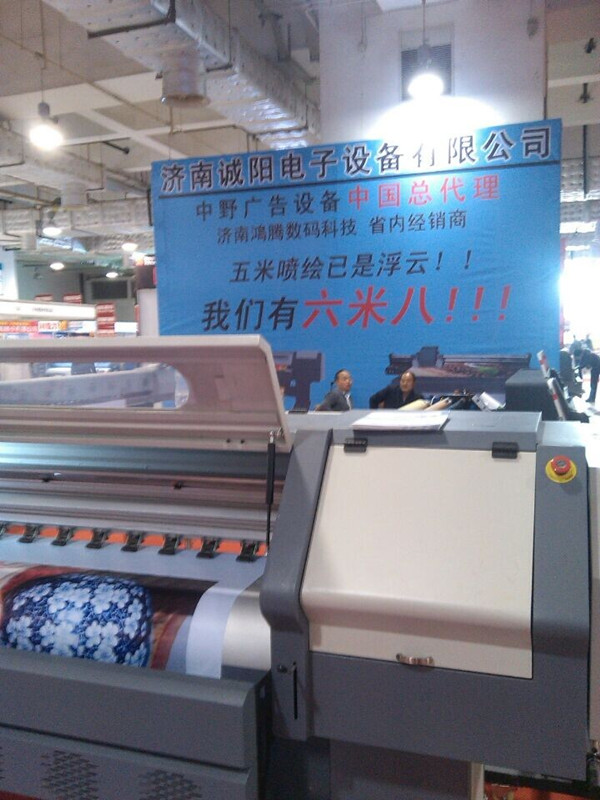 济南诚阳电子设备有限公司
中野广告设备中国总代理
济南鸿腾数码科技 省内经销商
五米喷绘已是浮云！！
我们有六米八！！！